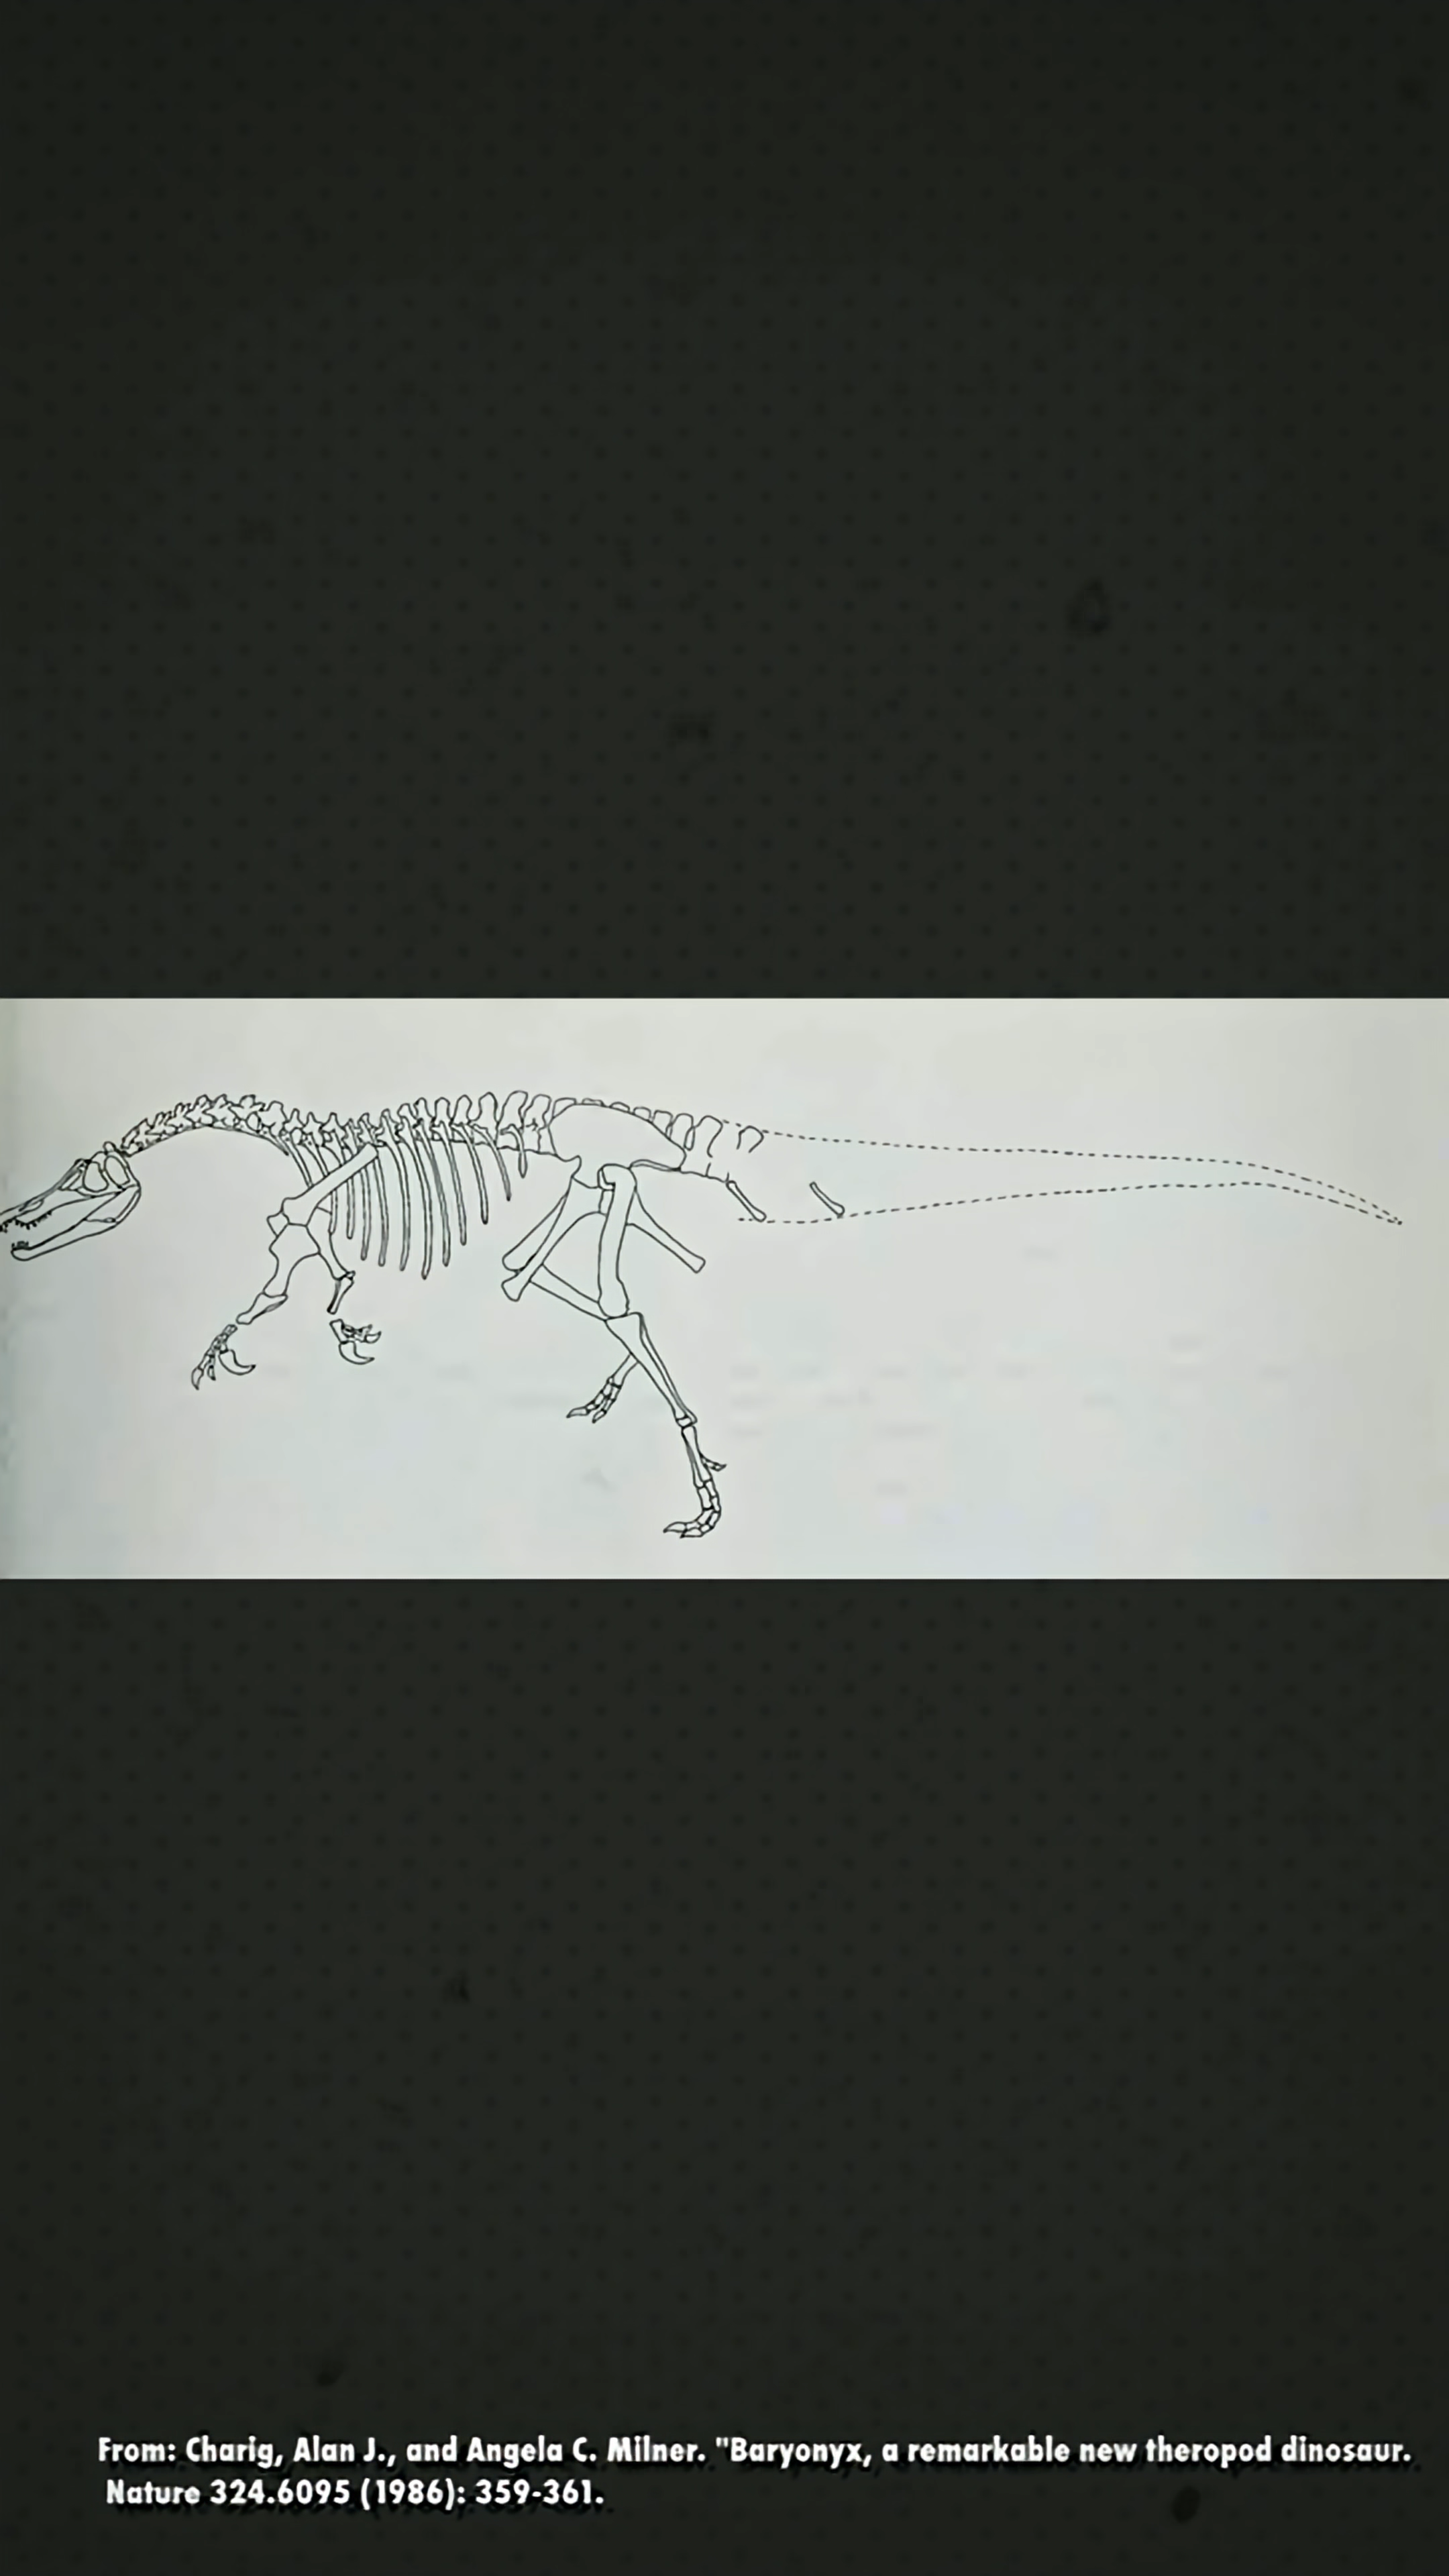 From: Charig, Alan J., and Angela C. Milner. "Baryonyx, a remarkable new theropod dinosaur.
Nature 324.6095 (1986): 359-361.